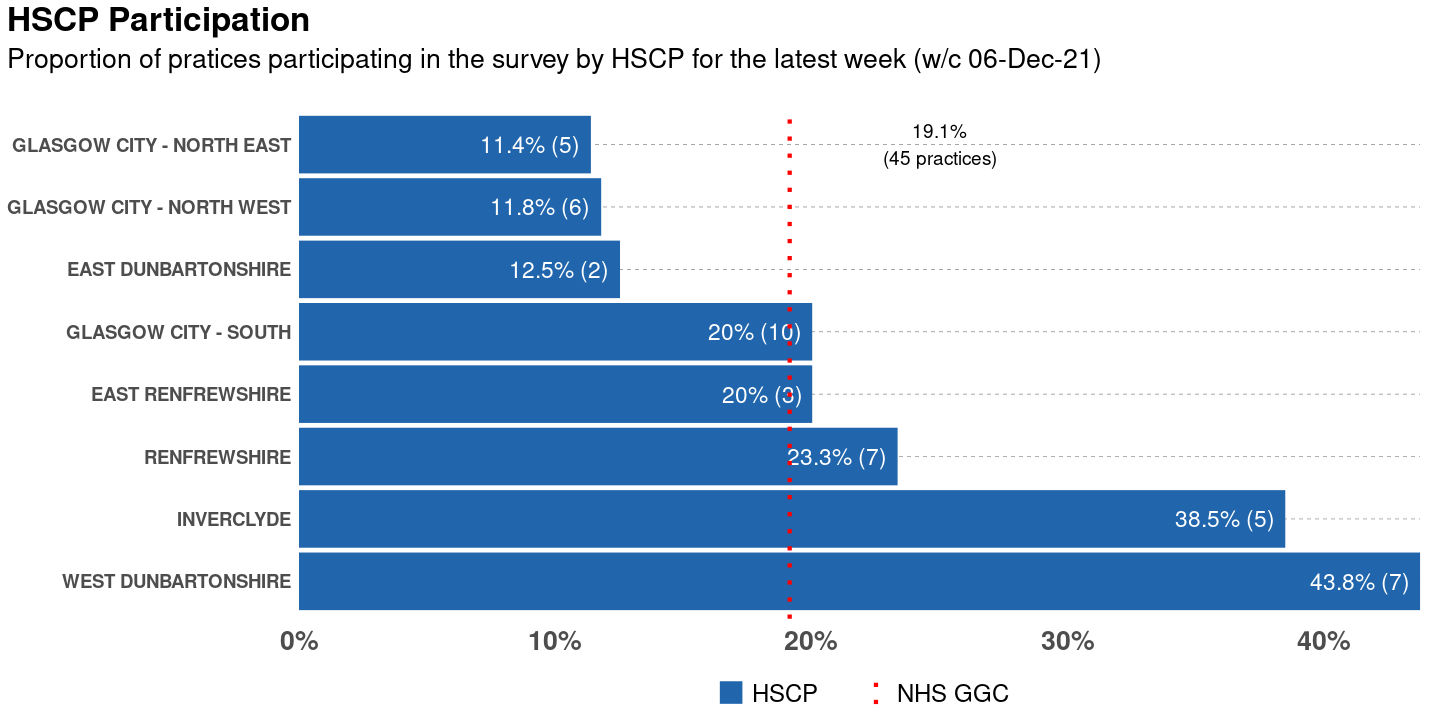 HSCP Participation
Proportion of pratices participating in the survey by HSCP for the latest week (w/c 06-Dec-21)
GLASGOW CITY - NORTH EAST 11.4% (5) 19.1%
(45 practices)
GLASGOW CITY - NORTH WEST 11.8% (6)
EAST DUNBARTONSHIRE 12.5% (2)
GLASGOW CITY - SOUTH 20% (10)
EAST RENFREWSHIRE 20% (3)
RENFREWSHIRE 23.3% (7)
INVERCLYDE 38.5% (5)
WEST DUNBARTONSHIRE 43.8% (7)
0% 10% 20% 30% 40%
HSCP NHS GGC